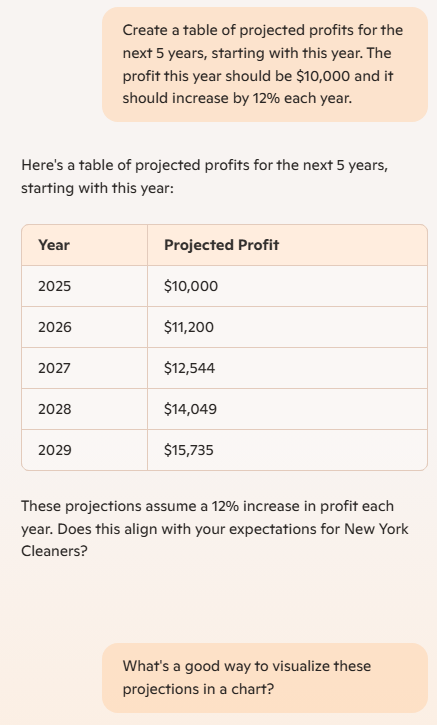 Create a table of projected profits for the
next 5 years, starting with this year. The
profit this year should be $10,000 and it
should increase by 12% each year.
Here's a table of projected profits for the next 5 years,
starting with this year:
Year Projected Profit
2025 $10,000
2026 $11,200
2027 $12,544
2028 $14,049
2029 $15,735
These projections assume a 12% increase in profit each
year. Does this align with your expectations for New York
Cleaners?
What's a good way to visualize these
projections in a chart?